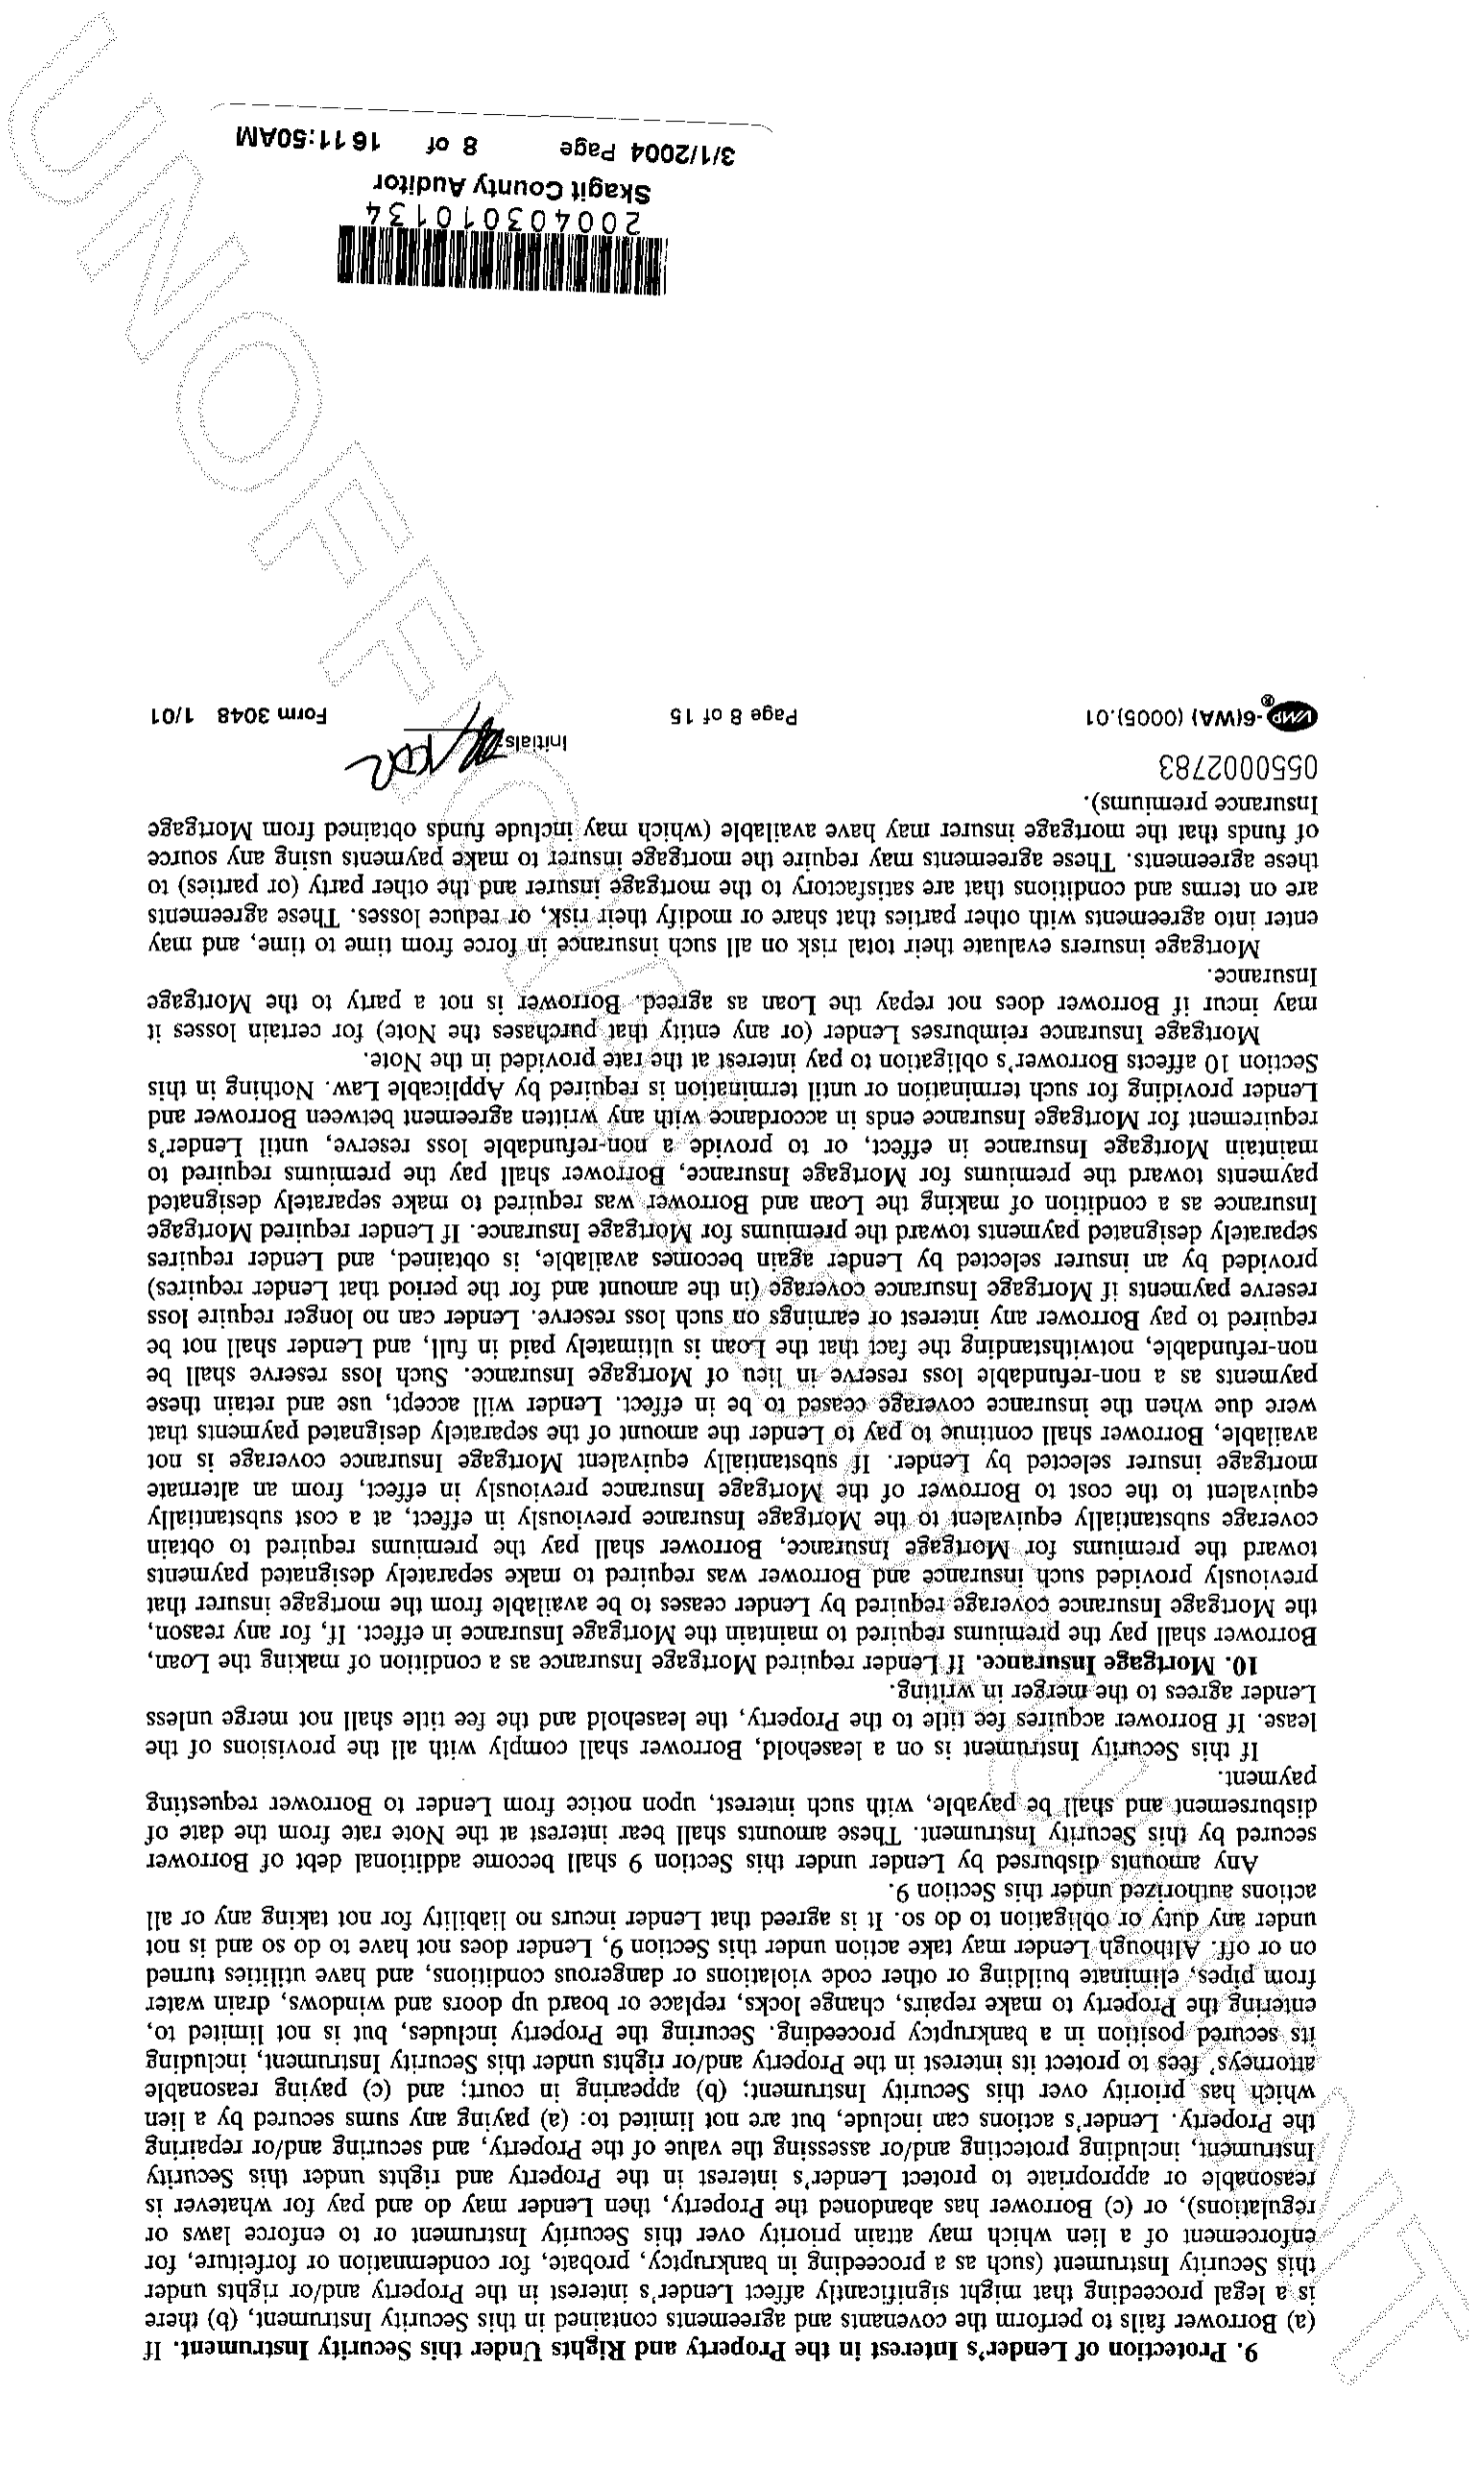 9. Protection of Lender's Interest in the Property and Rights Under this Security Instrument. If
(a) Borrower fails to perform the covenants and agreements contained in this Security Instrument, (b) there
is a legal proceeding that might significantly affect Lender's interest in the Property and/or rights under
this Security Instrument (such as a proceeding in bankruptcy, probate, for condemnation or forfeiture, for
enforcement of a lien which may attain priority over this Security Instrument or to enforce laws or
regulations), or (c) Borrower has abandoned the Property, then Lender may do and pay for whatever is
reasonable or appropriate to protect Lender's interest in the Property and rights under this Security
Instrument, including protecting and/or assessing the value of the Property, and securing and/or repairing
the Property. Lender's actions can include, but are not limited to: (a) paying any sums secured by a lien
which has priority over this Security Instrument; (b) appearing in court; and (c) paying reasonable
attorneys' fees to protect its interest in the Property and/or rights under this Security Instrument, including
its secured position in a bankruptcy proceeding. Securing the Property includes, but is not limited to,
entering the Property to make repairs, change locks, replace or board up doors and windows, drain water
from pipes, eliminate building or other code violations or dangerous conditions, and have utilities turned
on or off. Although Lender may take action under this Section 9, Lender does not have to do so and is not
under any duty or obligation to do so. It is agreed that Lender incurs no liability for not taking any or all
actions authorized under this Section 9.
Any amounts disbursed by Lender under this Section 9 shall become additional debt of Borrower
secured by this Security Instrument. These amounts shall bear interest at the Note rate from the date of
disbursement and shall be payable, with such interest, upon notice from Lender to Borrower requesting
payment.
If this Security Instrument is on a leasehold, Borrower shall comply with all the provisions of the
lease. If Borrower acquires fee title to the Property, the leasehold and the fee title shall not merge unless
Lender agrees to the merger in writing.
10. Mortgage Insurance. If Lender required Mortgage Insurance as a condition of making the Loan,
Borrower shall pay the premiums required to maintain the Mortgage Insurance in effect. If, for any reason,
the Mortgage Insurance coverage required by Lender ceases to be available from the mortgage insurer that
previously provided such insurance and Borrower was required to make separately designated payments
toward the premiums for Mortgage Insurance, Borrower shall pay the premiums required to obtain
coverage substantially equivalent to the Mortgage Insurance previously in effect, at a cost substantially
equivalent to the cost to Borrower of the Mortgage Insurance previously in effect, from an alternate
mortgage insurer selected by Lender. If substantially equivalent Mortgage Insurance coverage is not
available, Borrower shall continue to pay to Lender the amount of the separately designated payments that
were due when the insurance coverage ceased to be in effect. Lender will accept, use and retain these
payments as a non-refundable loss reserve in lieu of Mortgage Insurance. Such loss reserve shall be
non-refundable, notwithstanding the fact that the Loan is ultimately paid in full, and Lender shall not be
required to pay Borrower any interest or earnings on such loss reserve. Lender can no longer require loss
reserve payments if Mortgage Insurance coverage (in the amount and for the period that Lender requires)
provided by an insurer selected by Lender again becomes available, is obtained, and Lender requires
separately designated payments toward the premiums for Mortgage Insurance. If Lender required Mortgage
Insurance as a condition of making the Loan and Borrower was required to make separately designated
payments toward the premiums for Mortgage Insurance, Borrower shall pay the premiums required to
maintain Mortgage Insurance in effect, or to provide a non-refundable loss reserve, until Lender's
requirement for Mortgage Insurance ends in accordance with any written agreement between Borrower and
Lender providing for such termination or until termination is required by Applicable Law. Nothing in this
Section 10 affects Borrower's obligation to pay interest at the rate provided in the Note.
Mortgage Insurance reimburses Lender (or any entity that purchases the Note) for certain losses it
may incur if Borrower does not repay the Loan as agreed. Borrower is not a party to the Mortgage
Insurance.
Mortgage insurers evaluate their total risk on all such insurance in force from time to time, and may
enter into agreements with other parties that share or modify their risk, or reduce losses. These agreements
are on terms and conditions that are satisfactory to the mortgage insurer and the other party (or parties) to
these agreements. These agreements may require the mortgage insurer to make payments using any source
of funds that the mortgage insurer may have available (which may include funds obtained from Mortgage
Insurance premiums).
0550002783
Initials:
VMP®-6(WA) (0005).01 Page 8 of 15 Form 3048 1/01
200403010134
Skagit County Auditor
3/1/2004 Page 8 of 16 11:50AM
UNOFFICIAL DOCUMENT